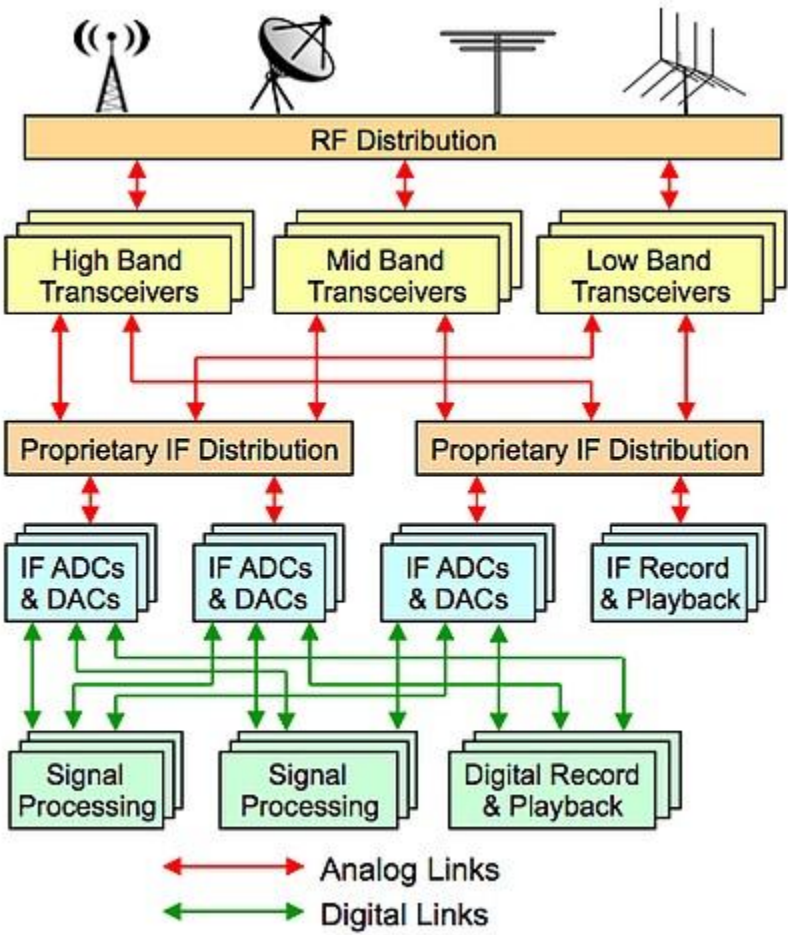 RF Distribution
High Band
Transceivers
Mid Band
Transceivers
Low Band
Transceivers
Proprietary IF Distribution
Proprietary IF Distribution
IF ADCs
& DACs
IF ADCs
& DACs
IF ADCs
& DACs
IF Record
& Playback
Signal
Processing
Signal
Processing
Digital Record
& Playback
Analog Links
Digital Links